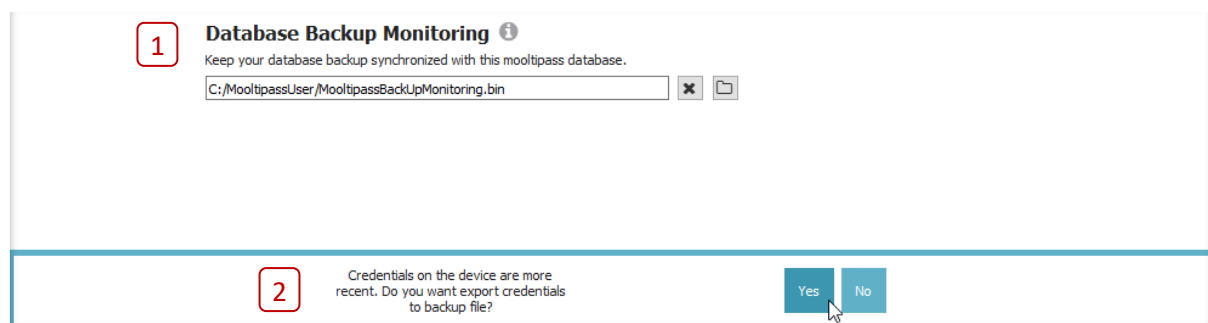 1
Database Backup Monitoring
Keep your database backup synchronized with this mooltipass database.
C:/MooltipassUser/MooltipassBackUpMonitoring.bin
2
Credentials on the device are more
recent. Do you want export credentials
to backup file?
Yes No